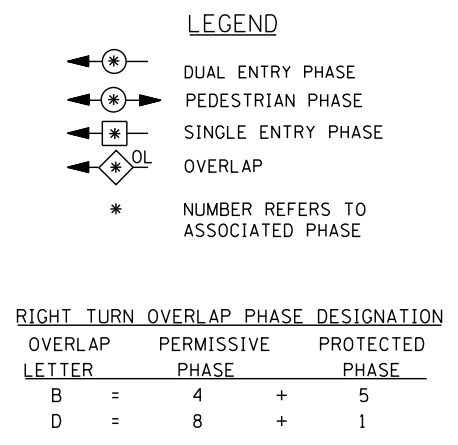 LEGEND
* DUAL ENTRY PHASE
* PEDESTRIAN PHASE
* SINGLE ENTRY PHASE
* OL OVERLAP
* NUMBER REFERS TO
ASSOCIATED PHASE
RIGHT TURN OVERLAP PHASE DESIGNATION
OVERLAP PERMISSIVE PROTECTED
LETTER PHASE PHASE
B = 4 + 5
D = 8 + 1